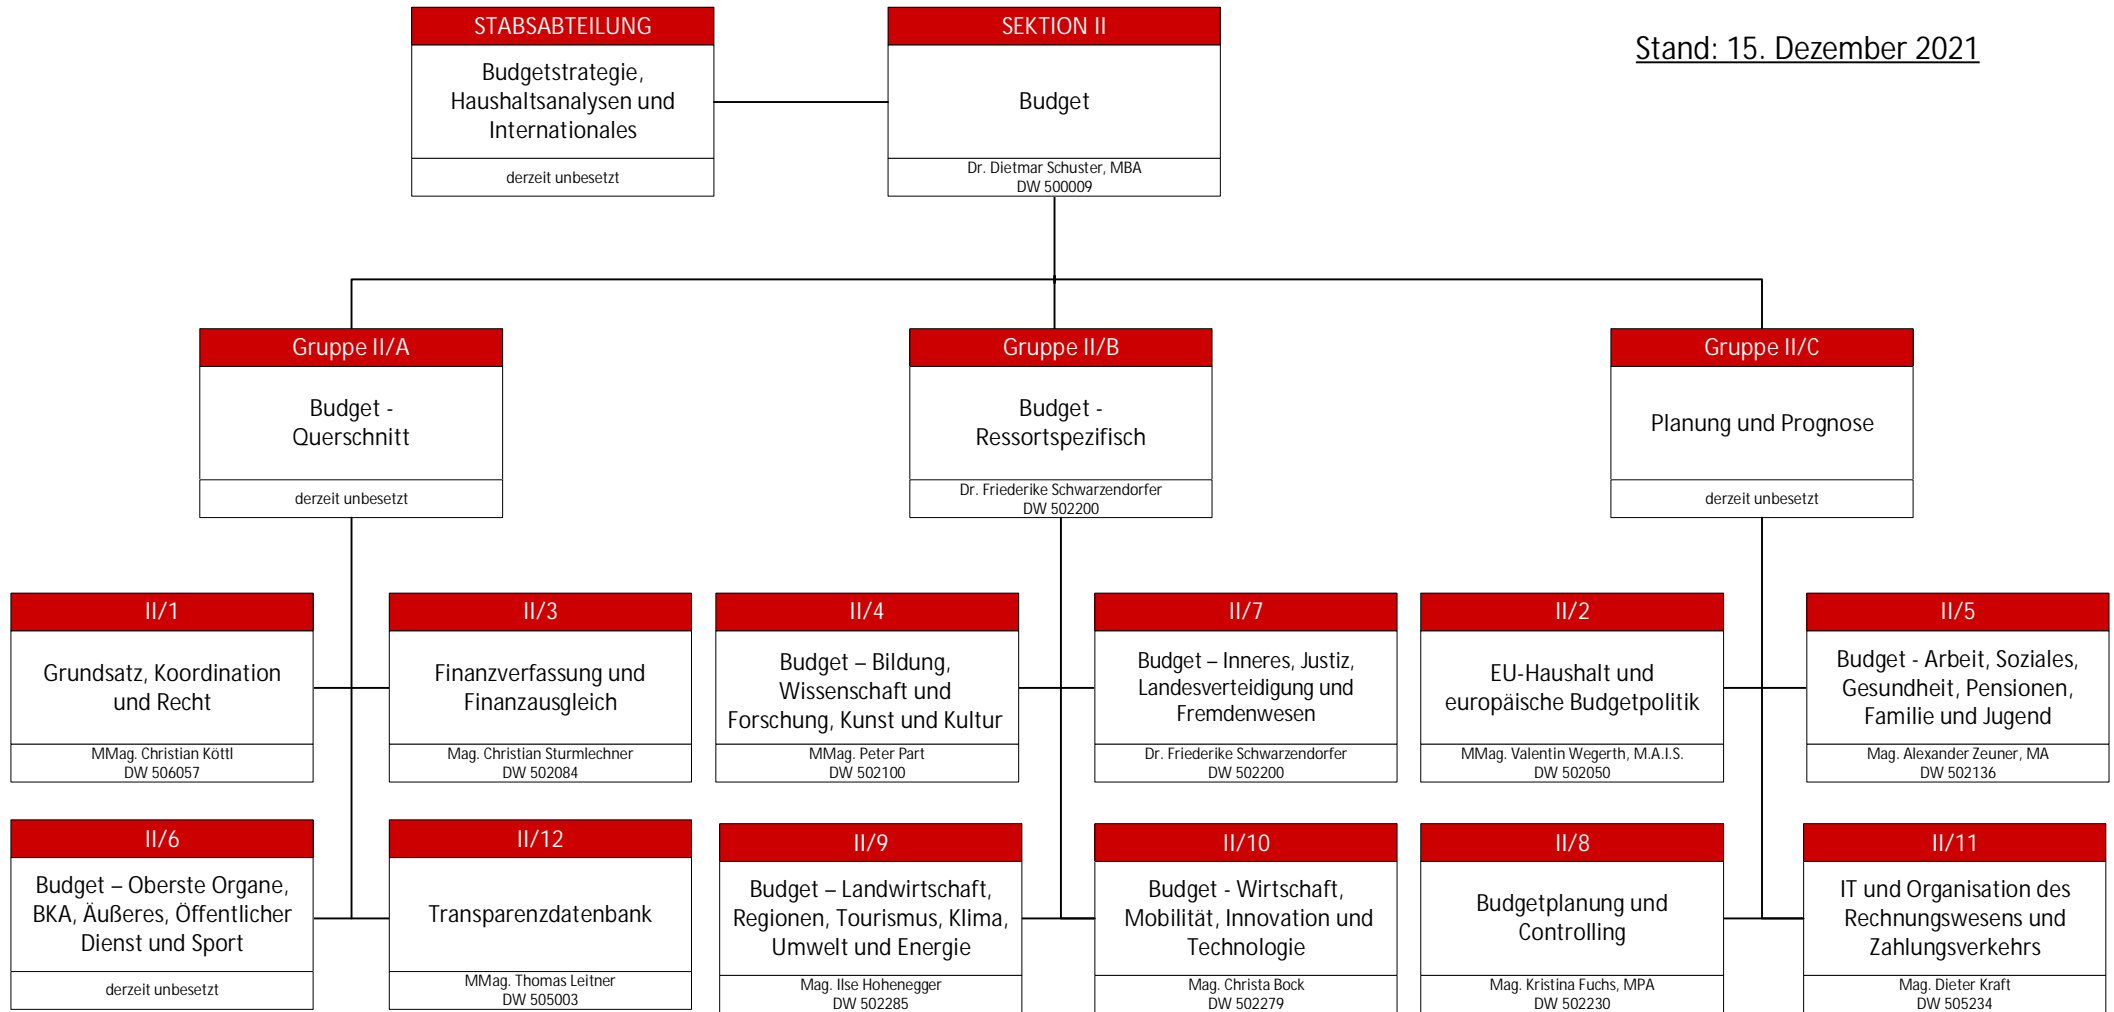 STABSABTEILUNG
Budgetstrategie,
Haushaltsanalysen und
Internationales
derzeit unbesetzt
SEKTION II
Budget
Dr. Dietmar Schuster, MBA
DW 500009
Stand: 15. Dezember 2021
Gruppe II/A
Budget -
Querschnitt
derzeit unbesetzt
Gruppe II/B
Budget -
Ressortspezifisch
Dr. Friederike Schwarzendorfer
DW 502200
Gruppe II/C
Planung und Prognose
derzeit unbesetzt
II/1
Grundsatz, Koordination
und Recht
MMag. Christian Köttl
DW 506057
II/3
Finanzverfassung und
Finanzausgleich
Mag. Christian Sturmlechner
DW 502084
II/4
Budget – Bildung,
Wissenschaft und
Forschung, Kunst und Kultur
MMag. Peter Part
DW 502100
II/7
Budget – Inneres, Justiz,
Landesverteidigung und
Fremdenwesen
Dr. Friederike Schwarzendorfer
DW 502200
II/2
EU-Haushalt und
europäische Budgetpolitik
MMag. Valentin Wegerth, M.A.I.S.
DW 502050
II/5
Budget - Arbeit, Soziales,
Gesundheit, Pensionen,
Familie und Jugend
Mag. Alexander Zeuner, MA
DW 502136
II/6
Budget – Oberste Organe,
BKA, Äußeres, Öffentlicher
Dienst und Sport
derzeit unbesetzt
II/12
Transparenzdatenbank
MMag. Thomas Leitner
DW 505003
II/9
Budget – Landwirtschaft,
Regionen, Tourismus, Klima,
Umwelt und Energie
Mag. Ilse Hohenegger
DW 502285
II/10
Budget - Wirtschaft,
Mobilität, Innovation und
Technologie
Mag. Christa Bock
DW 502279
II/8
Budgetplanung und
Controlling
Mag. Kristina Fuchs, MPA
DW 502230
II/11
IT und Organisation des
Rechnungswesens und
Zahlungsverkehrs
Mag. Dieter Kraft
DW 505234